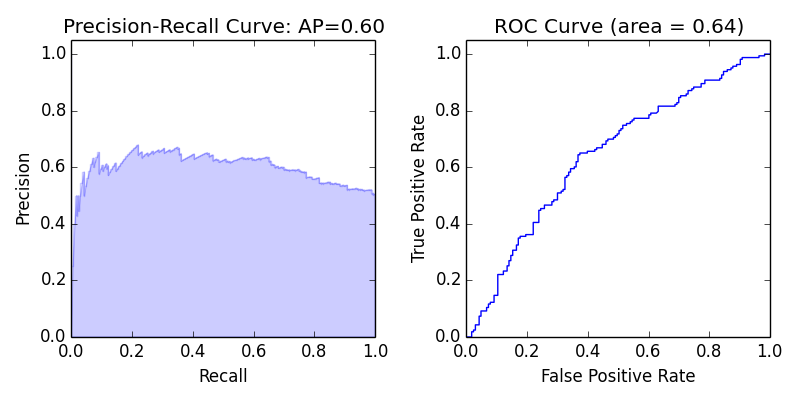 Precision-Recall Curve: AP=0.60
1.0
0.8
0.6
0.4
0.2
0.0
Precision
0.0 0.2 0.4 0.6 0.8 1.0
Recall
ROC Curve (area = 0.64)
1.0
0.8
0.6
0.4
0.2
0.0
True Positive Rate
0.0 0.2 0.4 0.6 0.8 1.0
False Positive Rate